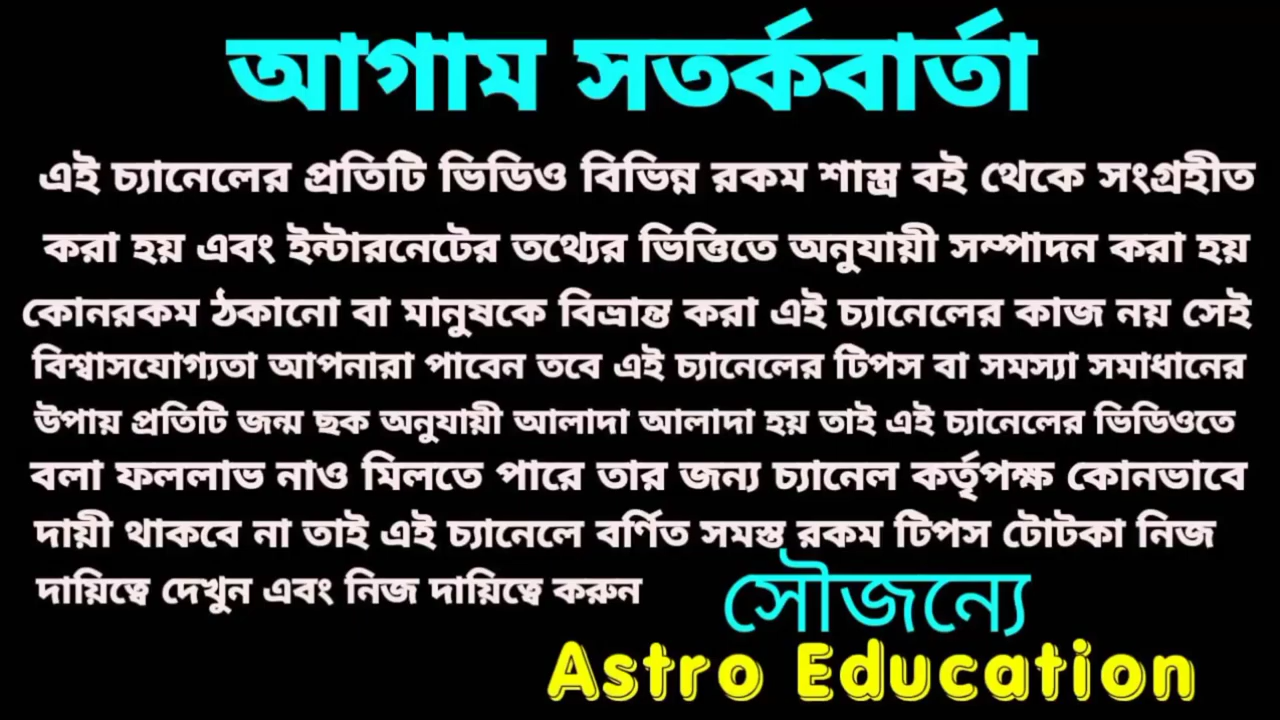 আগাম সতর্কবার্তা
এই চ্যানেলের প্রতিটি ভিডিও বিভিন্ন রকম শাস্ত্র বই থেকে সংগ্রহীত
করা হয় এবং ইন্টারনেটের তথ্যের ভিত্তিতে অনুযায়ী সম্পাদন করা হয়
কোনরকম ঠকানো বা মানুষকে বিভ্রান্ত করা এই চ্যানেলের কাজ নয় সেই
বিশ্বাসযোগ্যতা আপনারা পাবেন তবে এই চ্যানেলের টিপস বা সমস্যা সমাধানের
উপায় প্রতিটি জন্ম ছক অনুযায়ী আলাদা আলাদা হয় তাই এই চ্যানেলের ভিডিওতে
বলা ফললাভ নাও মিলতে পারে তার জন্য চ্যানেল কর্তৃপক্ষ কোনভাবে
দায়ী থাকবে না তাই এই চ্যানেলে বর্ণিত সমস্ত রকম টিপস টোটকা নিজ
দায়িত্বে দেখুন এবং নিজ দায়িত্বে করুন
সৌজন্যে
Astro Education